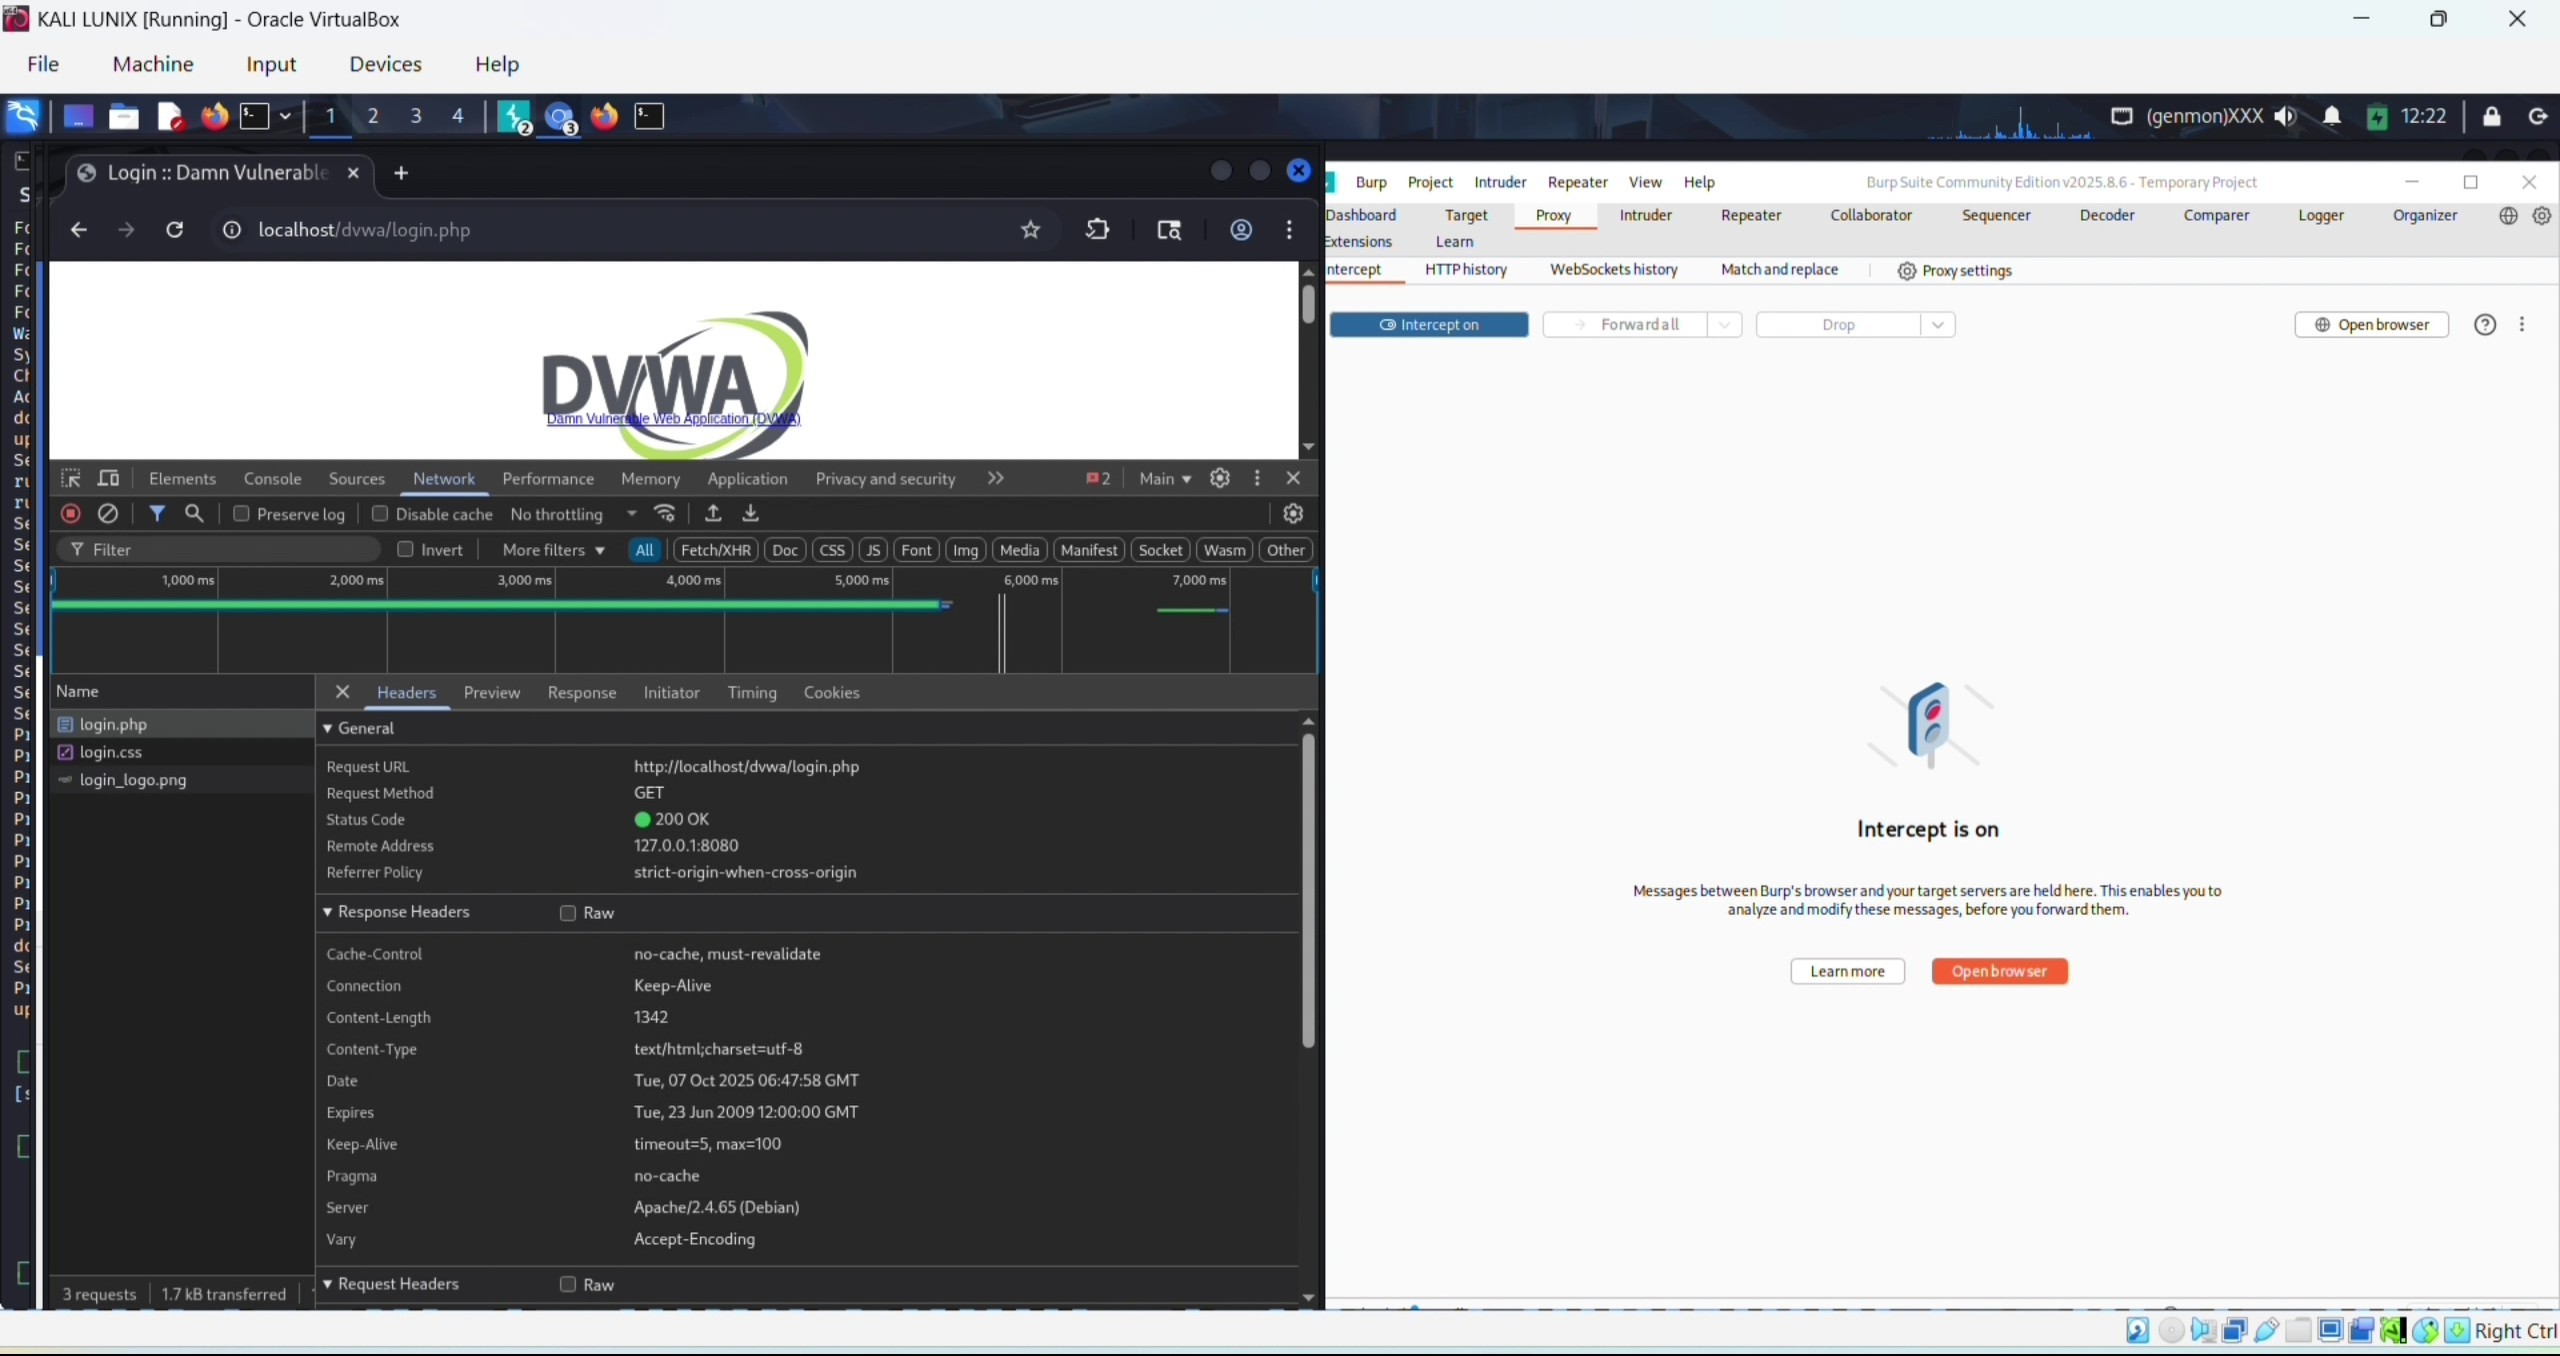 KALI LUNIX [Running] - Oracle VirtualBox
File Machine Input Devices Help
1 2 3 4 2 3 (genmon)XXX 12:22
Login :: Damn Vulnerable
localhost/dvwa/login.php
DVWA
Damn Vulnerable Web Application (DVWA)
Elements Console Sources Network Performance Memory Application Privacy and security 2 Main
Preserve log Disable cache No throttling
Filter Invert More filters All Fetch/XHR Doc CSS JS Font Img Media Manifest Socket Wasm Other
1,000 ms 2,000 ms 3,000 ms 4,000 ms 5,000 ms 6,000 ms 7,000 ms
Name
login.php
login.css
login_logo.png
3 requests 1.7 kB transferred
Headers Preview Response Initiator Timing Cookies
General
Request URL http://localhost/dvwa/login.php
Request Method GET
Status Code 200 OK
Remote Address 127.0.0.1:8080
Referrer Policy strict-origin-when-cross-origin
Response Headers Raw
Cache-Control no-cache, must-revalidate
Connection Keep-Alive
Content-Length 1342
Content-Type text/html;charset=utf-8
Date Tue, 07 Oct 2025 06:47:58 GMT
Expires Tue, 23 Jun 2009 12:00:00 GMT
Keep-Alive timeout=5, max=100
Pragma no-cache
Server Apache/2.4.65 (Debian)
Vary Accept-Encoding
Request Headers Raw
Burp Project Intruder Repeater View Help Burp Suite Community Edition v2025.8.6 - Temporary Project
Dashboard Target Proxy Intruder Repeater Collaborator Sequencer Decoder Comparer Logger Organizer
Extensions Learn
ntercept HTTP history WebSockets history Match and replace Proxy settings
Intercept on Forward all Drop Open browser
Intercept is on
Messages between Burp's browser and your target servers are held here. This enables you to
analyze and modify these messages, before you forward them.
Learn more Open browser
Right Ctrl